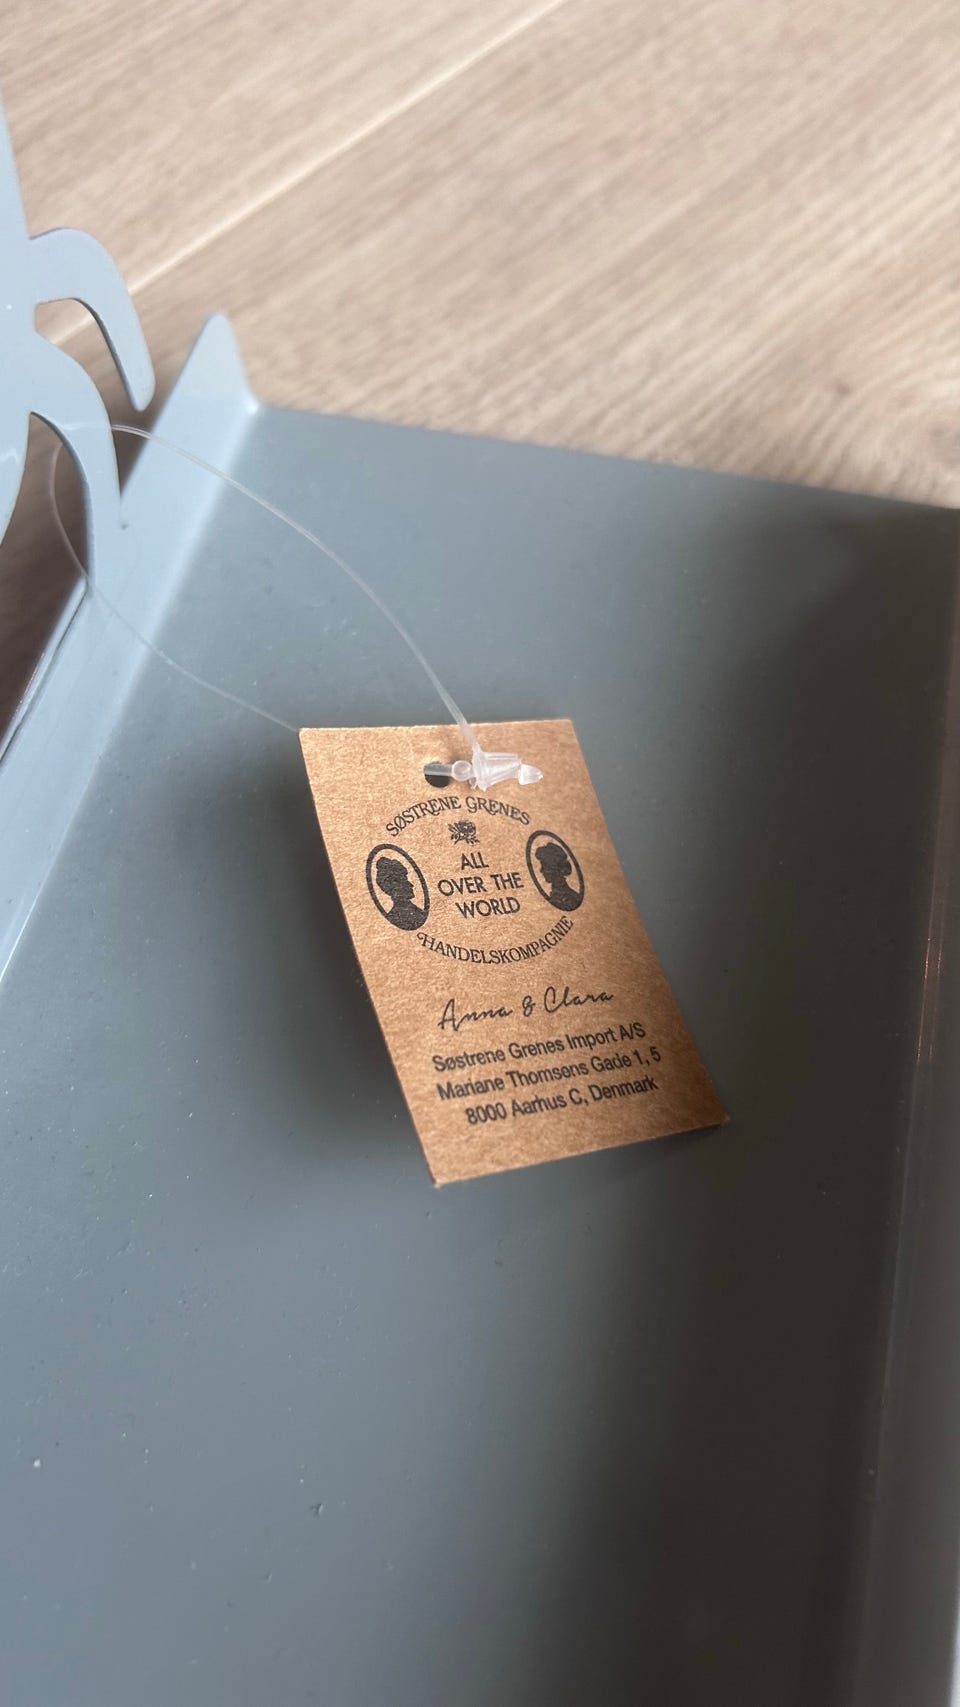 SØSTRENE GRENES
ALL
OVER THE
WORLD
HANDELSKOMPAGNIE
Anna & Clara
Søstrene Grenes Import A/S
Mariane Thomsens Gade 1, 5
8000 Aarhus C, Denmark